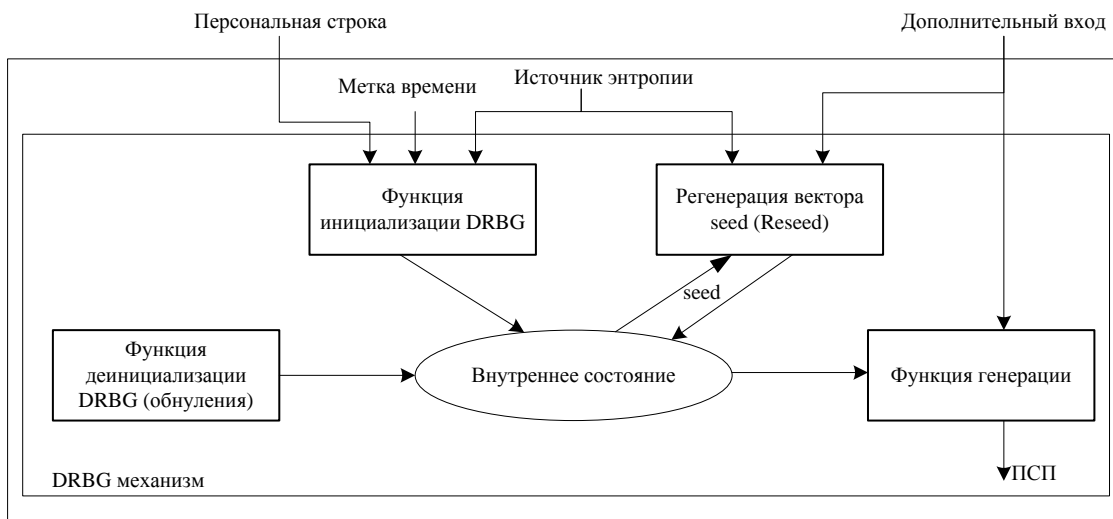 Персональная строка
Дополнительный вход
Источник энтропии
Метка времени
Функция
инициализации DRBG
Регенерация вектора
seed (Reseed)
seed
Функция
деинициализации
DRBG (обнуления)
Внутреннее состояние
Функция генерации
DRBG механизм
ПСП